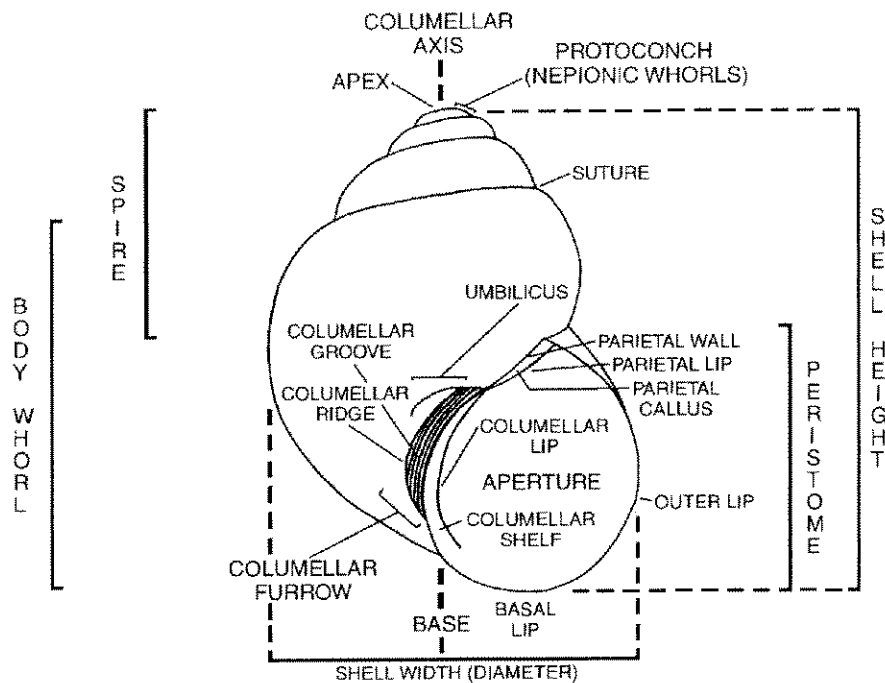 COLUMELLAR
AXIS
PROTOCONCH
(NEPIONIC WHORLS)
APEX
SUTURE
SPIRE
BODY WHORL
SHELL HEIGHT
UMBILICUS
COLUMELLAR
GROOVE
PARIETAL WALL
PARIETAL LIP
PARIETAL
CALLUS
COLUMELLAR
RIDGE
COLUMELLAR
LIP
PERISTOME
APERTURE
OUTER LIP
COLUMELLAR
SHELF
COLUMELLAR
FURROW
BASE
BASAL
LIP
SHELL WIDTH (DIAMETER)